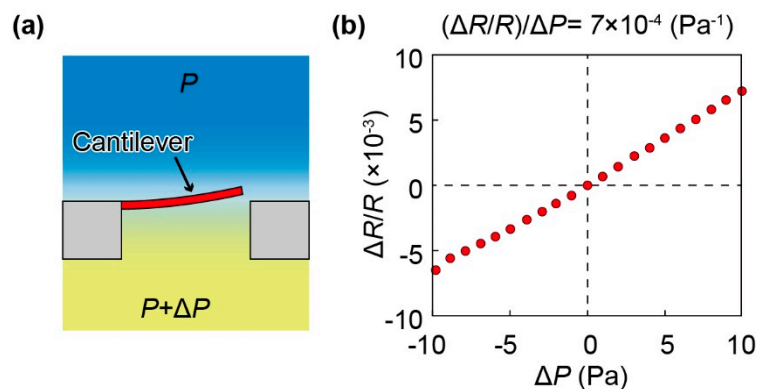 (a)
P
Cantilever
P+ΔP
(b)
(ΔR/R)/ΔP= 7×10⁻⁴ (Pa⁻¹)
ΔR/R (×10⁻³)
10
5
0
-5
-10
-10 -5 0 5 10
ΔP (Pa)